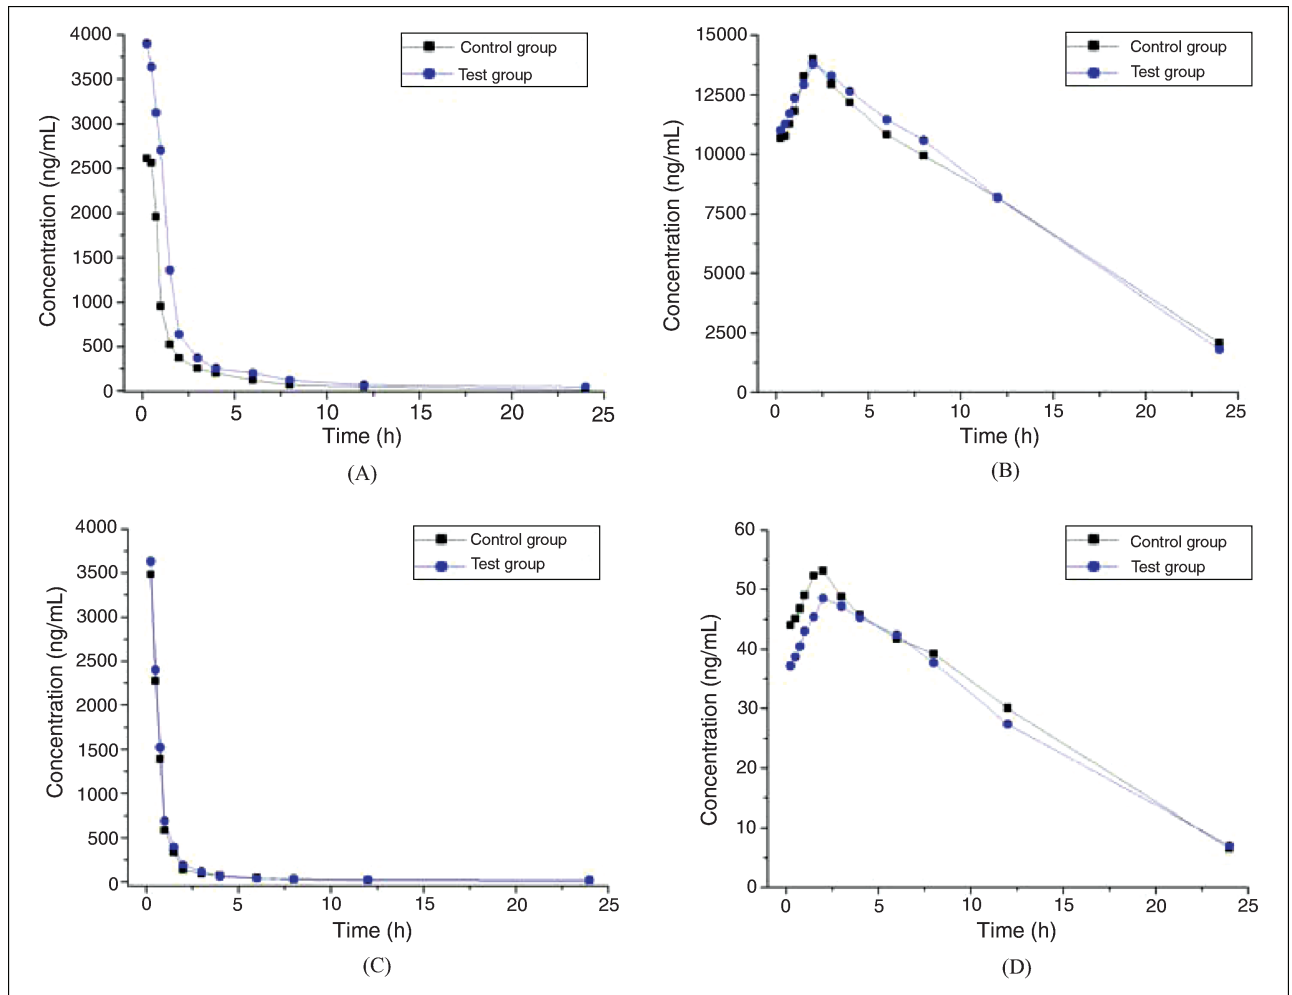 4000
3500
3000
2500
2000
1500
1000
500
0
Concentration (ng/mL)
Control group
Test group
0 5 10 15 20 25
Time (h)
(A)
15000
12500
10000
7500
5000
2500
0
Concentration (ng/mL)
Control group
Test group
0 5 10 15 20 25
Time (h)
(B)
4000
3500
3000
2500
2000
1500
1000
500
0
Concentration (ng/mL)
Control group
Test group
0 5 10 15 20 25
Time (h)
(C)
60
50
40
30
20
10
0
Concentration (ng/mL)
Control group
Test group
0 5 10 15 20 25
Time (h)
(D)